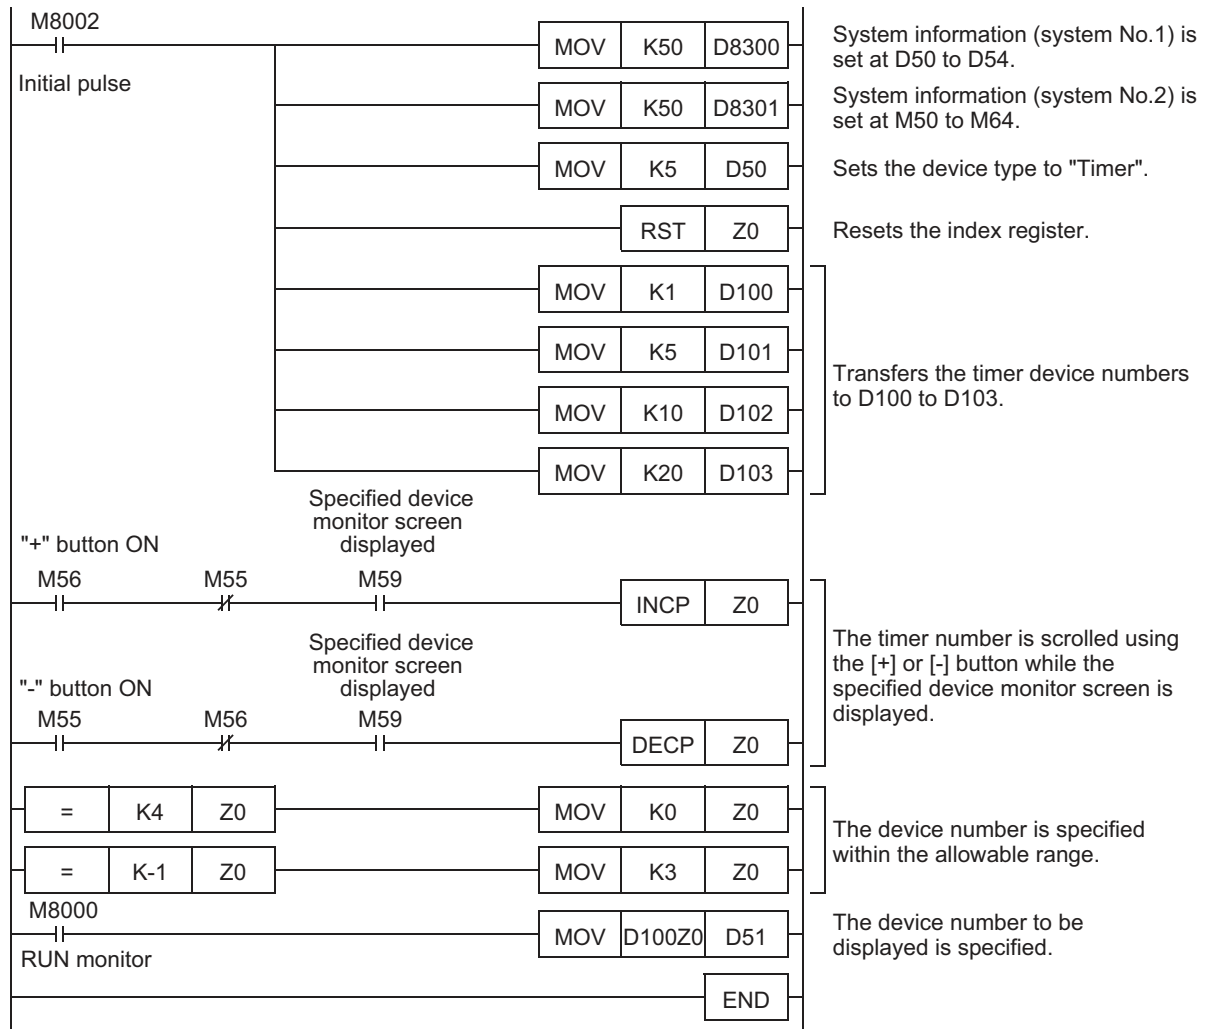 M8002
MOV K50 D8300
System information (system No.1) is
set at D50 to D54.
Initial pulse
MOV K50 D8301
System information (system No.2) is
set at M50 to M64.
MOV K5 D50
Sets the device type to "Timer".
RST Z0
Resets the index register.
MOV K1 D100
MOV K5 D101
Transfers the timer device numbers
to D100 to D103.
MOV K10 D102
MOV K20 D103
Specified device
monitor screen
displayed
"+" button ON
M56 M55 M59
INCP Z0
The timer number is scrolled using
the [+] or [-] button while the
specified device monitor screen is
displayed.
Specified device
monitor screen
displayed
"-" button ON
M55 M56 M59
DECP Z0
= K4 Z0 MOV K0 Z0
The device number is specified
within the allowable range.
= K-1 Z0 MOV K3 Z0
M8000
MOV D100Z0 D51
The device number to be
displayed is specified.
RUN monitor
END